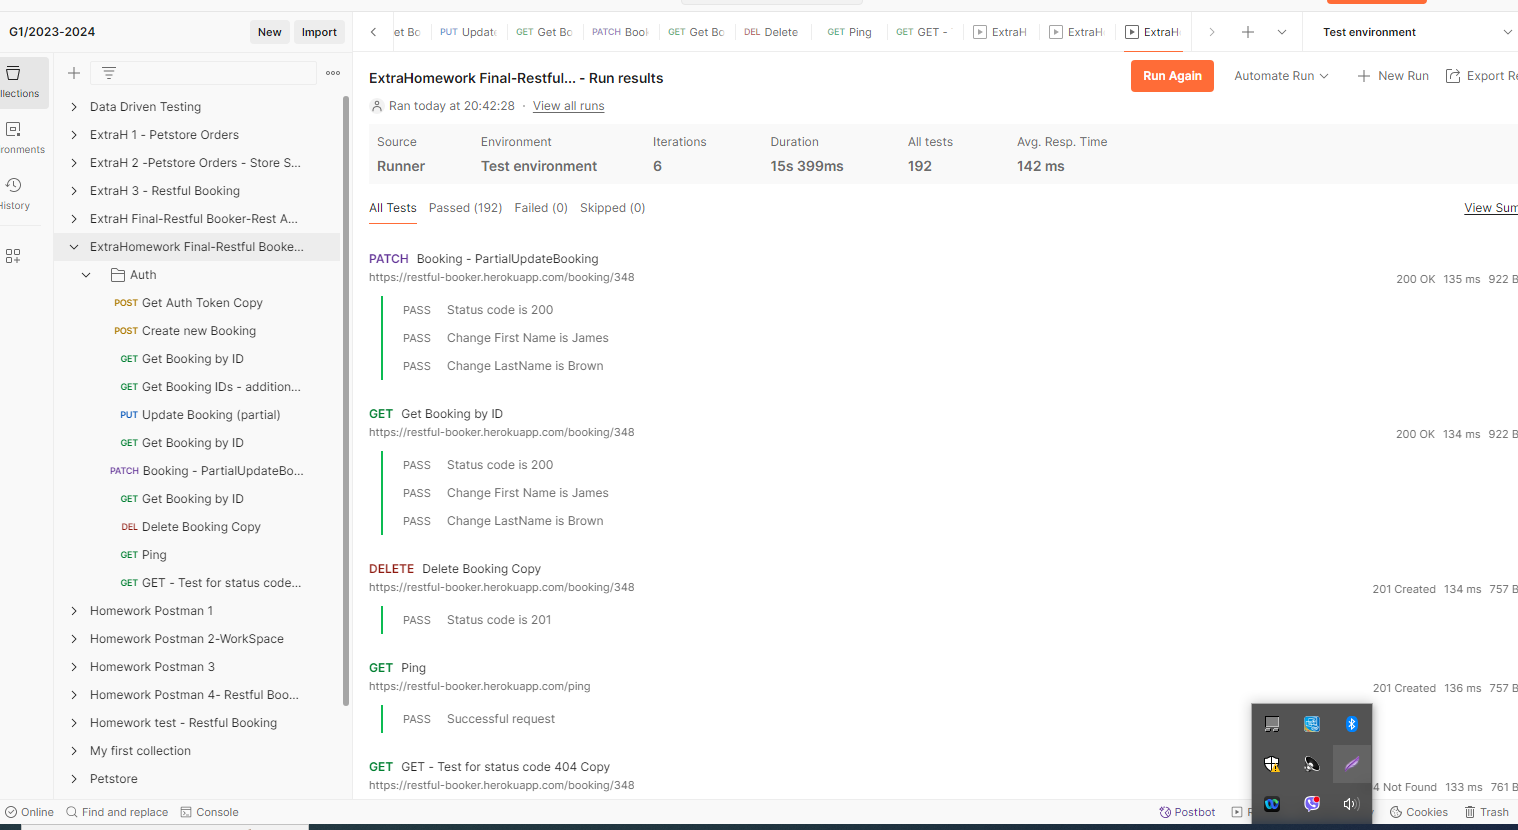 G1/2023-2024
New
Import
et Bo
PUT Updat
GET Get Bo
PATCH Boo
GET Get Bo
DEL Delete
GET Ping
GET GET -
ExtraH
ExtraH
ExtraH
Test environment
llections
ronments
History
Data Driven Testing
ExtraH 1 - Petstore Orders
ExtraH 2 -Petstore Orders - Store S...
ExtraH 3 - Restful Booking
ExtraH Final-Restful Booker-Rest A...
ExtraHomework Final-Restful Booke...
Auth
POST Get Auth Token Copy
POST Create new Booking
GET Get Booking by ID
GET Get Booking IDs - addition...
PUT Update Booking (partial)
GET Get Booking by ID
PATCH Booking - PartialUpdateBo...
GET Get Booking by ID
DEL Delete Booking Copy
GET Ping
GET GET - Test for status code...
Homework Postman 1
Homework Postman 2-WorkSpace
Homework Postman 3
Homework Postman 4- Restful Boo...
Homework test - Restful Booking
My first collection
Petstore
ExtraHomework Final-Restful... - Run results
Run Again
Automate Run
New Run
Export Re
Ran today at 20:42:28 · View all runs
Source Environment Iterations Duration All tests Avg. Resp. Time
Runner Test environment 6 15s 399ms 192 142 ms
All Tests Passed (192) Failed (0) Skipped (0)
View Sum
PATCH Booking - PartialUpdateBooking
https://restful-booker.herokuapp.com/booking/348
200 OK 135 ms 922 B
PASS Status code is 200
PASS Change First Name is James
PASS Change LastName is Brown
GET Get Booking by ID
https://restful-booker.herokuapp.com/booking/348
200 OK 134 ms 922 B
PASS Status code is 200
PASS Change First Name is James
PASS Change LastName is Brown
DELETE Delete Booking Copy
https://restful-booker.herokuapp.com/booking/348
201 Created 134 ms 757 B
PASS Status code is 201
GET Ping
https://restful-booker.herokuapp.com/ping
201 Created 136 ms 757 B
PASS Successful request
GET GET - Test for status code 404 Copy
https://restful-booker.herokuapp.com/booking/348
4 Not Found 133 ms 761 B
Online
Find and replace
Console
Postbot
Cookies
Trash